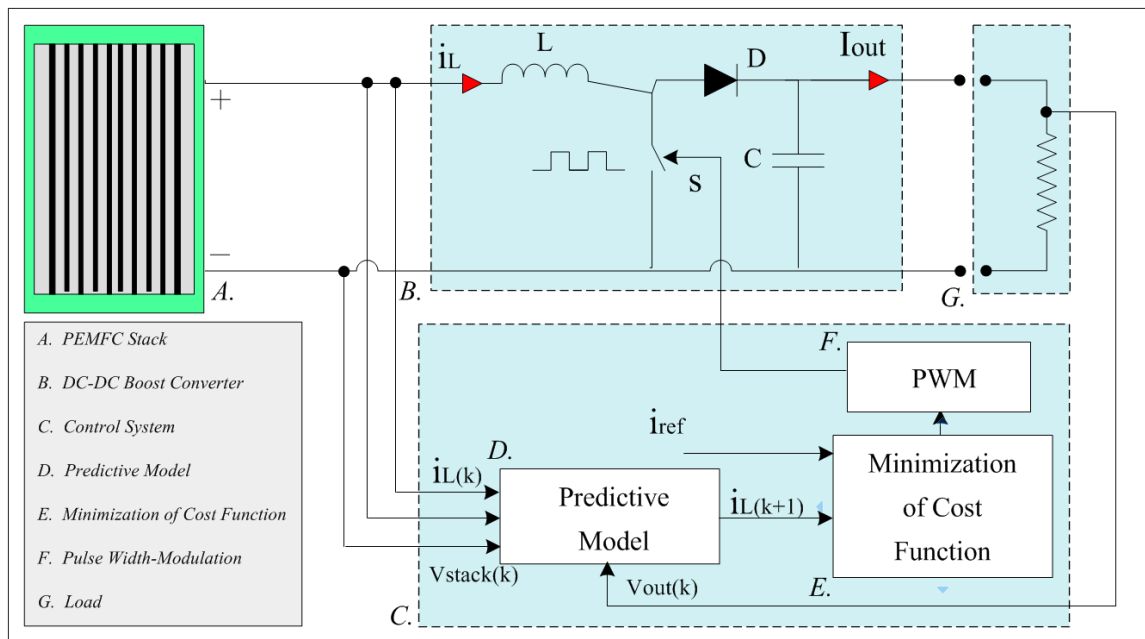 iL
L
D
Iout
+
C
S
−
A.
B.
G.
A. PEMFC Stack
B. DC-DC Boost Converter
C. Control System
D. Predictive Model
E. Minimization of Cost Function
F. Pulse Width-Modulation
G. Load
F.
PWM
iref
D.
iL(k)
Predictive
Model
iL(k+1)
Minimization
of Cost
Function
Vstack(k)
Vout(k)
E.
C.